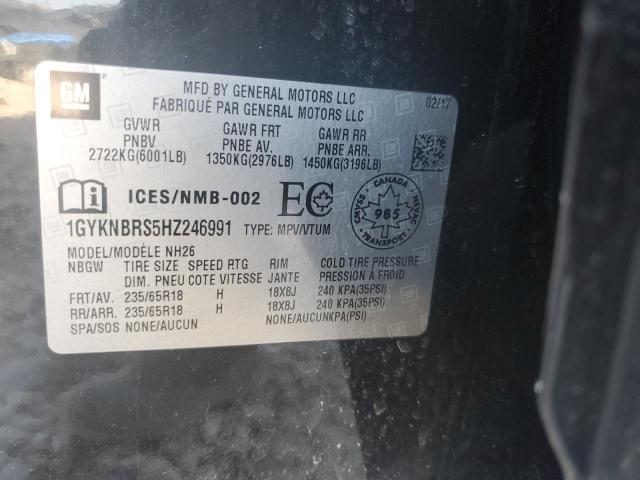 GM
MFD BY GENERAL MOTORS LLC
FABRIQUÉ PAR GENERAL MOTORS LLC
02/17
GVWR GAWR FRT GAWR RR
PNBV PNBE AV. PNBE ARR.
2722KG(6001LB) 1350KG(2976LB) 1450KG(3196LB)
ICES/NMB-002 EC
CANADA
CMVSS NSVAC
985
TRANSPORT
1GYKNBRS5HZ246991 TYPE: MPV/VTUM
MODEL/MODÈLE NH26
NBGW TIRE SIZE SPEED RTG RIM COLD TIRE PRESSURE
DIM. PNEU COTE VITESSE JANTE PRESSION A FROID
FRT/AV. 235/65R18 H 18X8J 240 KPA(35PSI)
RR/ARR. 235/65R18 H 18X8J 240 KPA(35PSI)
SPA/SOS NONE/AUCUN NONE/AUCUNKPA(PSI)